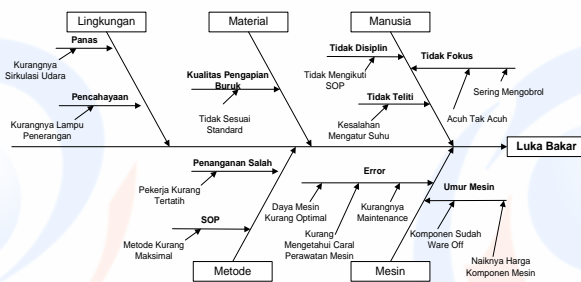 Lingkungan
Material
Manusia
Panas
Kurangnya
Sirkulasi Udara
Pencahayaan
Kurangnya Lampu
Penerangan
Kualitas Pengapian
Buruk
Tidak Sesuai
Standard
Tidak Disiplin
Tidak Mengikuti
SOP
Tidak Teliti
Kesalahan
Mengatur Suhu
Tidak Fokus
Sering Mengobrol
Acuh Tak Acuh
Luka Bakar
Penanganan Salah
Pekerja Kurang
Tertatih
SOP
Metode Kurang
Maksimal
Error
Daya Mesin
Kurang Optimal
Kurangnya
Maintenance
Kurang
Mengetahui Caral
Perawatan Mesin
Umur Mesin
Komponen Sudah
Ware Off
Naiknya Harga
Komponen Mesin
Metode
Mesin